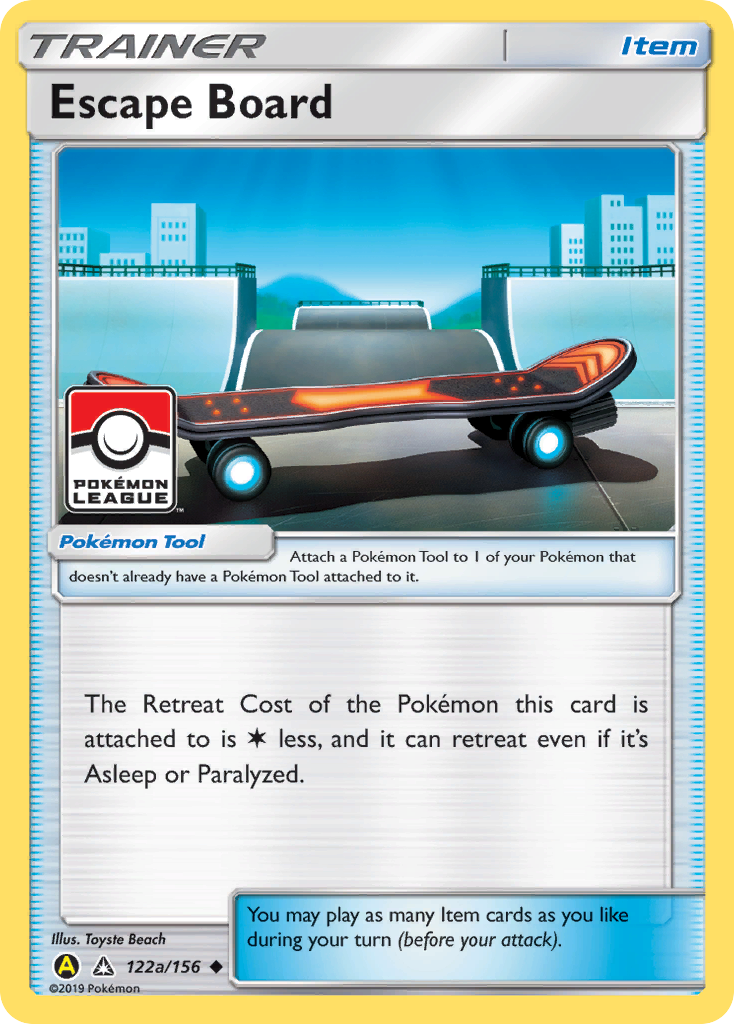 TRAINER
Item
Escape Board
POKÉMON
LEAGUE
™
Pokémon Tool
Attach a Pokémon Tool to 1 of your Pokémon that
doesn't already have a Pokémon Tool attached to it.
The Retreat Cost of the Pokémon this card is
attached to is ✶ less, and it can retreat even if it's
Asleep or Paralyzed.
You may play as many Item cards as you like
during your turn (before your attack).
Illus. Toyste Beach
A 122a/156 ◆
©2019 Pokémon